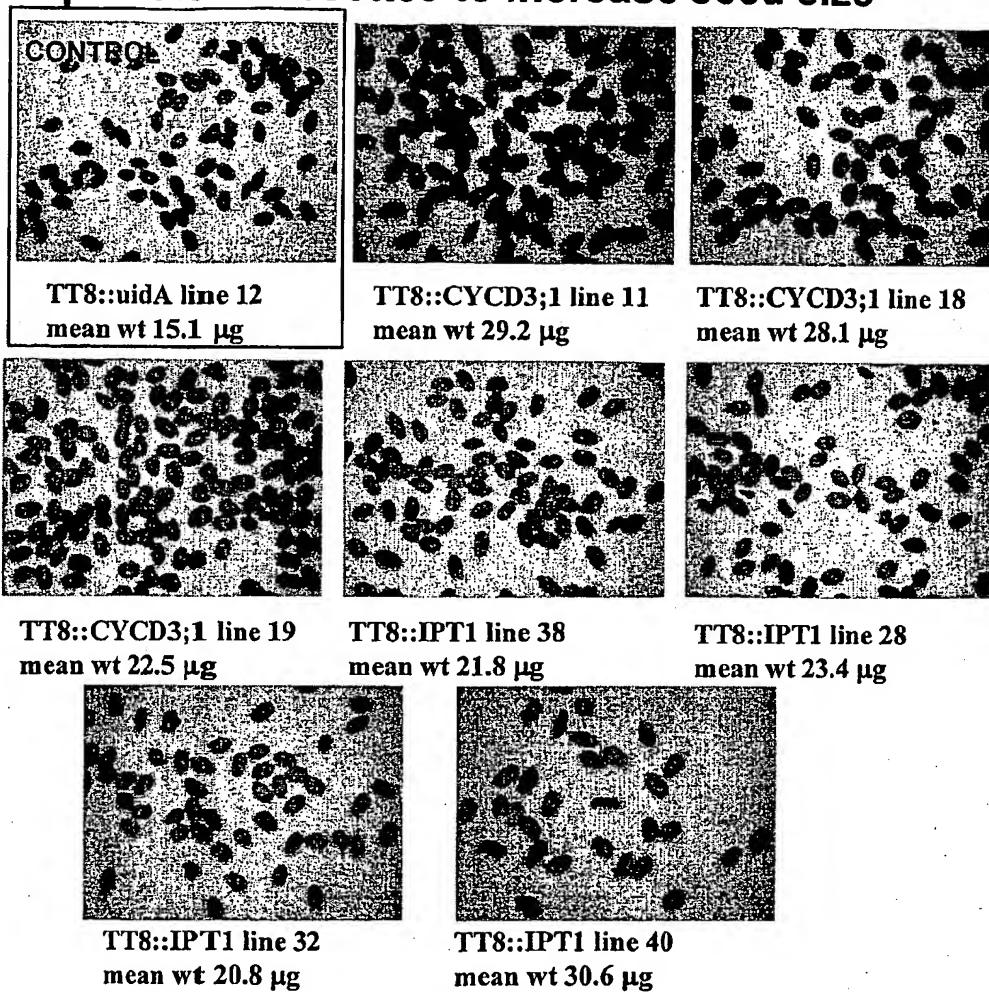 to increase seed size
CONTROL
TT8::uidA line 12
mean wt 15.1 µg
TT8::CYCD3;1 line 11
mean wt 29.2 µg
TT8::CYCD3;1 line 18
mean wt 28.1 µg
TT8::CYCD3;1 line 19
mean wt 22.5 µg
TT8::IPT1 line 38
mean wt 21.8 µg
TT8::IPT1 line 28
mean wt 23.4 µg
TT8::IPT1 line 32
mean wt 20.8 µg
TT8::IPT1 line 40
mean wt 30.6 µg